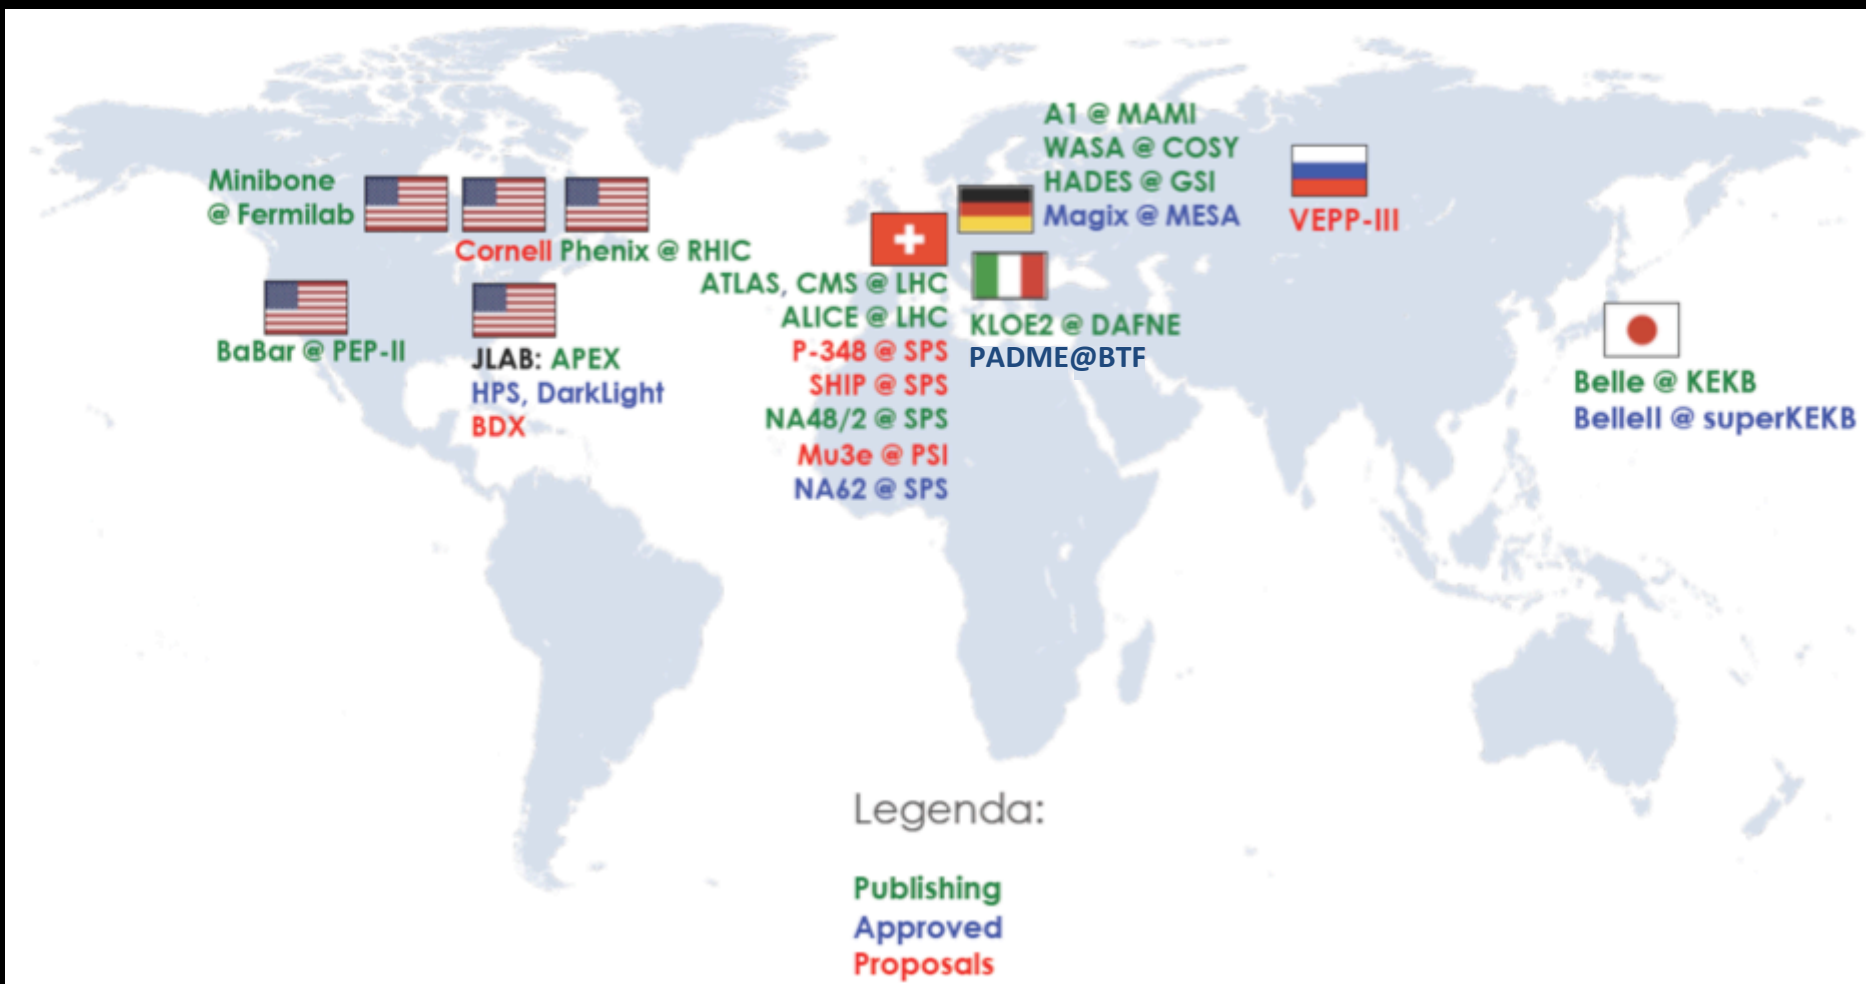 Minibone
@ Fermilab
Cornell Phenix @ RHIC
BaBar @ PEP-II
JLAB: APEX
HPS, DarkLight
BDX
A1 @ MAMI
WASA @ COSY
HADES @ GSI
Magix @ MESA
ATLAS, CMS @ LHC
ALICE @ LHC
P-348 @ SPS
SHIP @ SPS
NA48/2 @ SPS
Mu3e @ PSI
NA62 @ SPS
KLOE2 @ DAFNE
PADME@BTF
VEPP-III
Belle @ KEKB
BelleII @ superKEKB
Legenda:
Publishing
Approved
Proposals